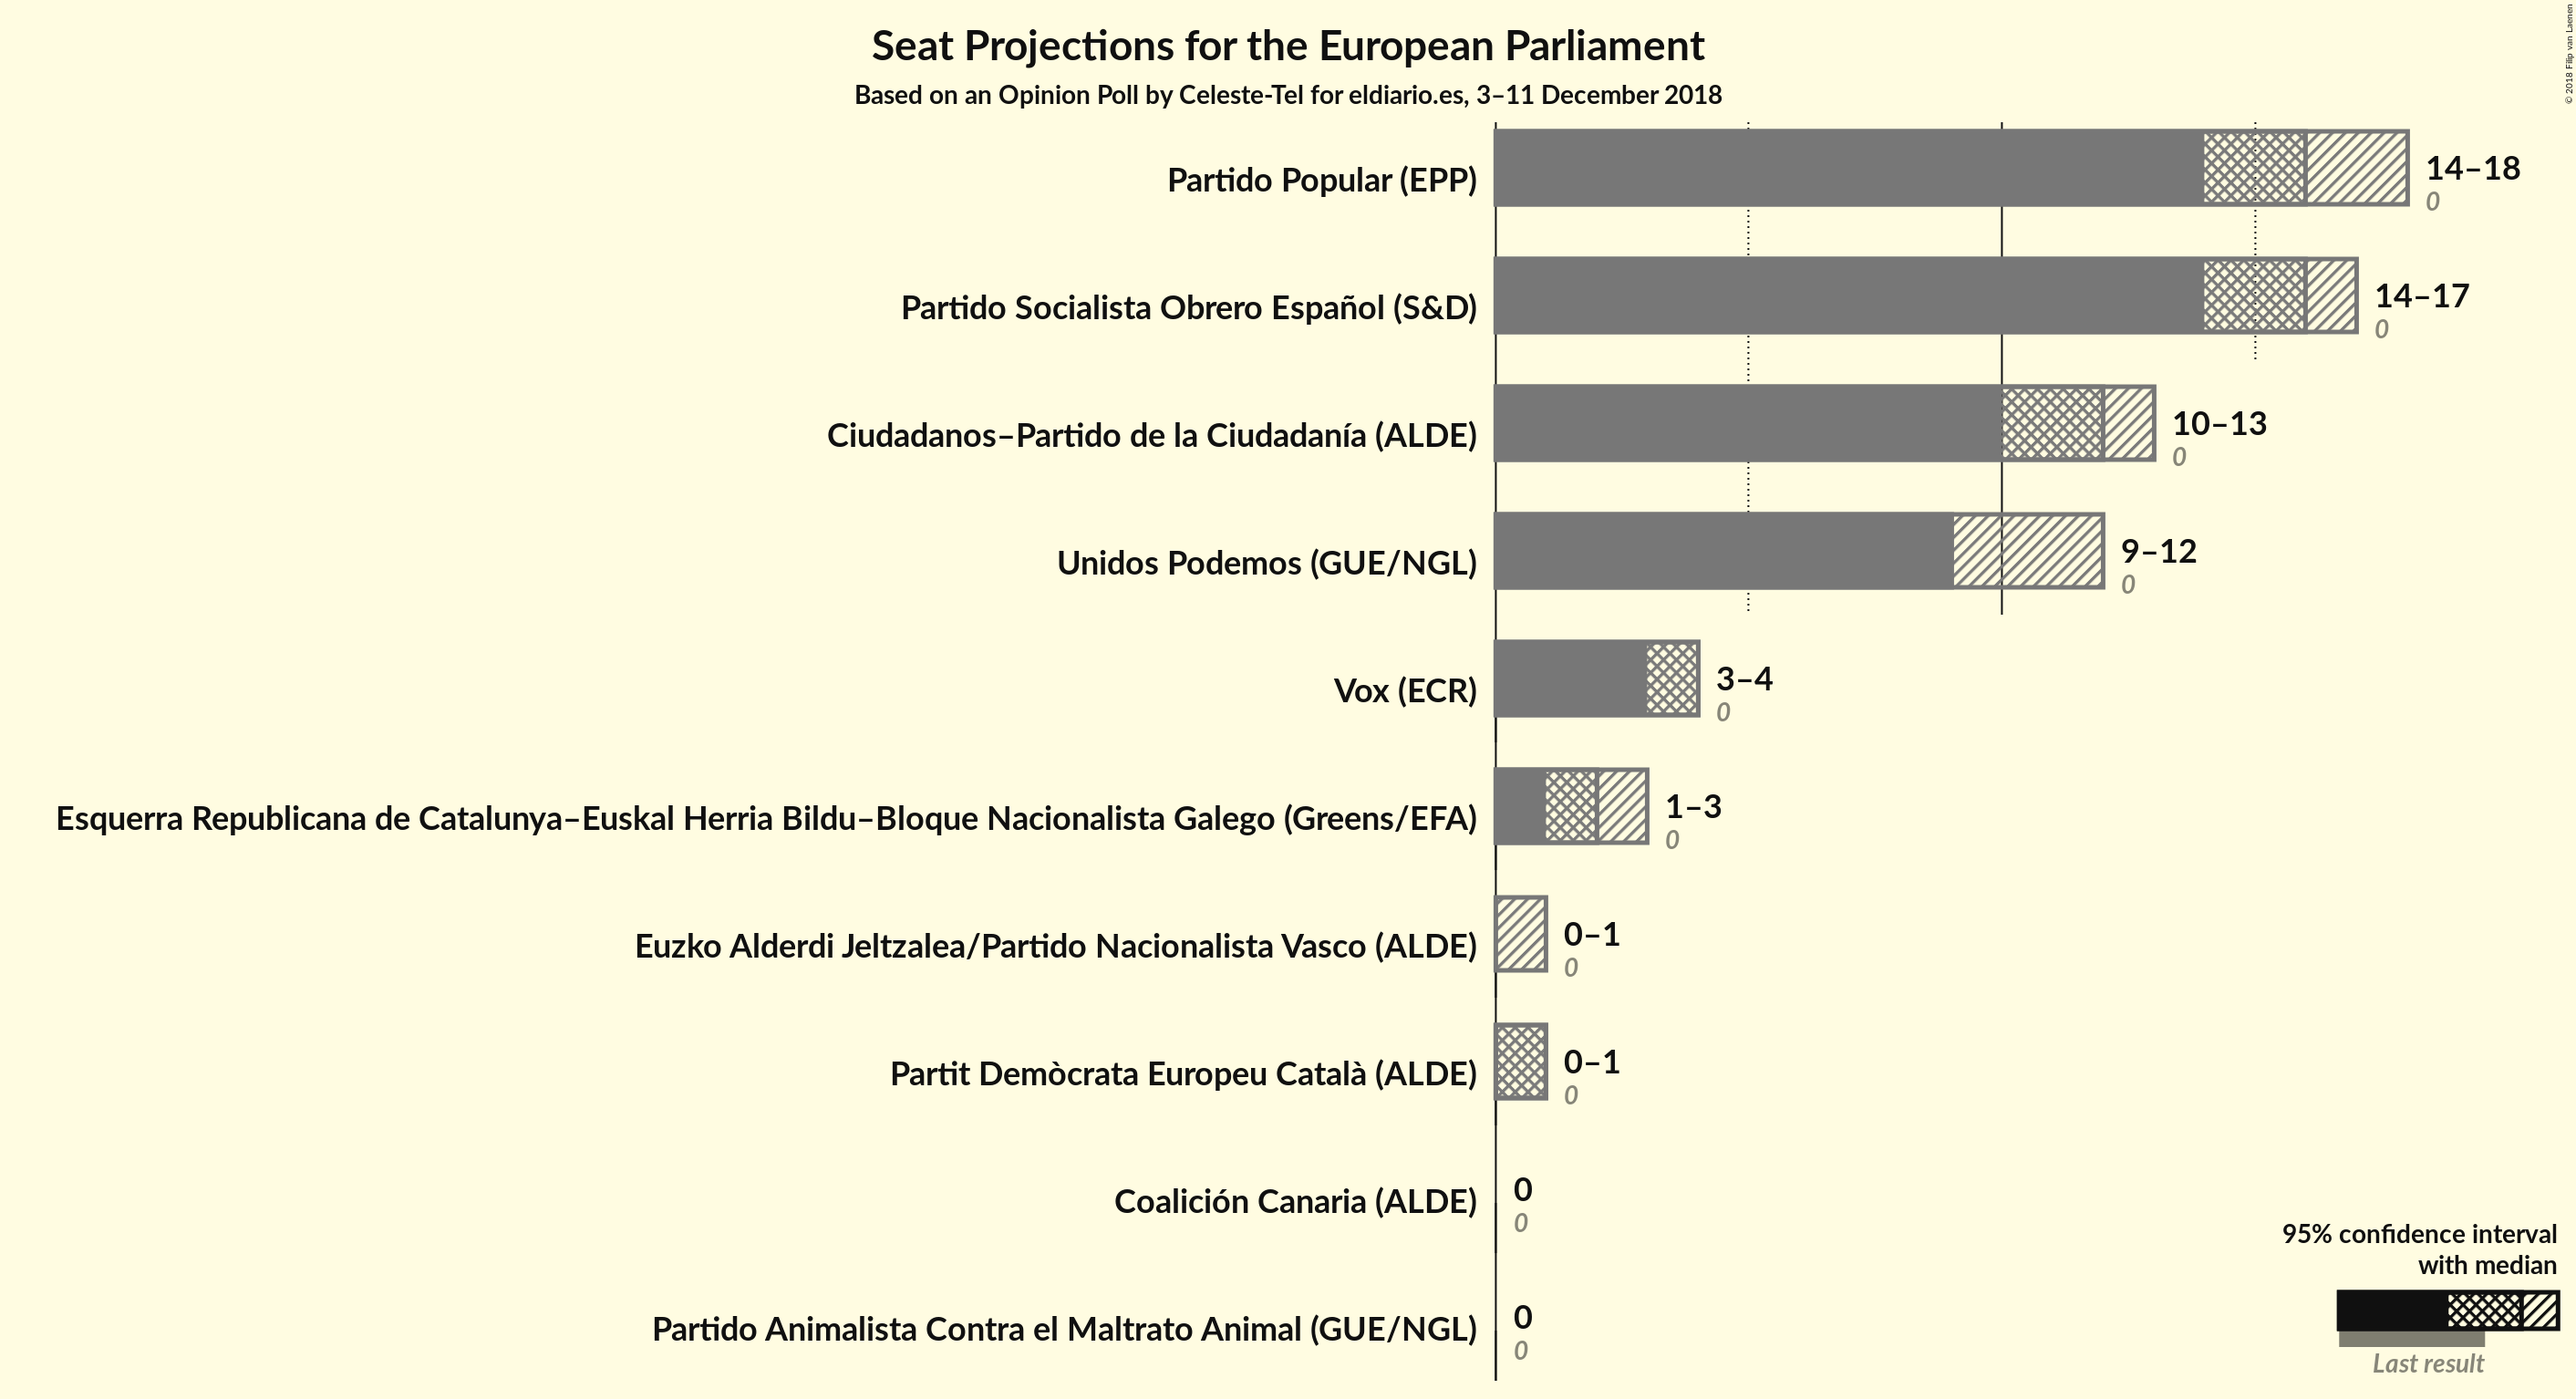 Seat Projections for the European Parliament
Based on an Opinion Poll by Celeste-Tel for eldiario.es, 3–11 December 2018
© 2018 Filip van Laenen
Partido Popular (EPP)
14–18
0
Partido Socialista Obrero Español (S&D)
14–17
0
Ciudadanos–Partido de la Ciudadanía (ALDE)
10–13
0
Unidos Podemos (GUE/NGL)
9–12
0
Vox (ECR)
3–4
0
Esquerra Republicana de Catalunya–Euskal Herria Bildu–Bloque Nacionalista Galego (Greens/EFA)
1–3
0
Euzko Alderdi Jeltzalea/Partido Nacionalista Vasco (ALDE)
0–1
0
Partit Demòcrata Europeu Català (ALDE)
0–1
0
Coalición Canaria (ALDE)
0
0
Partido Animalista Contra el Maltrato Animal (GUE/NGL)
0
0
95% confidence interval
with median
Last result